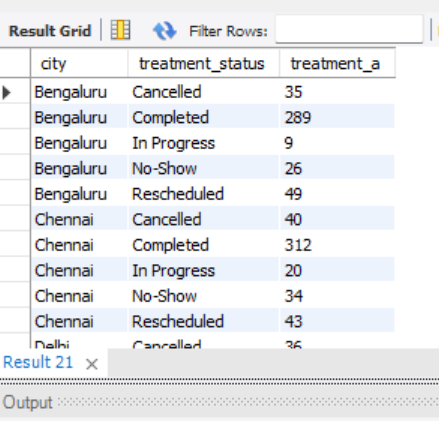 Result Grid Filter Rows:
city treatment_status treatment_a
Bengaluru Cancelled 35
Bengaluru Completed 289
Bengaluru In Progress 9
Bengaluru No-Show 26
Bengaluru Rescheduled 49
Chennai Cancelled 40
Chennai Completed 312
Chennai In Progress 20
Chennai No-Show 34
Chennai Rescheduled 43
Delhi Cancelled 36
Result 21 ×
Output